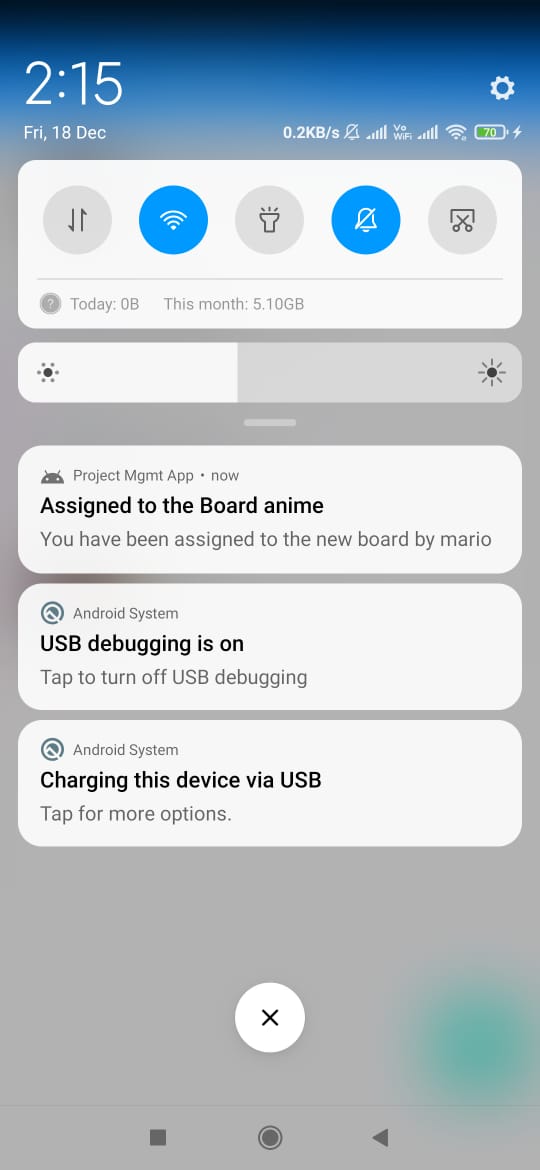 2:15
Fri, 18 Dec
0.2KB/s Vo WiFi 70
Today: 0B This month: 5.10GB
Project Mgmt App • now
Assigned to the Board anime
You have been assigned to the new board by mario
Android System
USB debugging is on
Tap to turn off USB debugging
Android System
Charging this device via USB
Tap for more options.